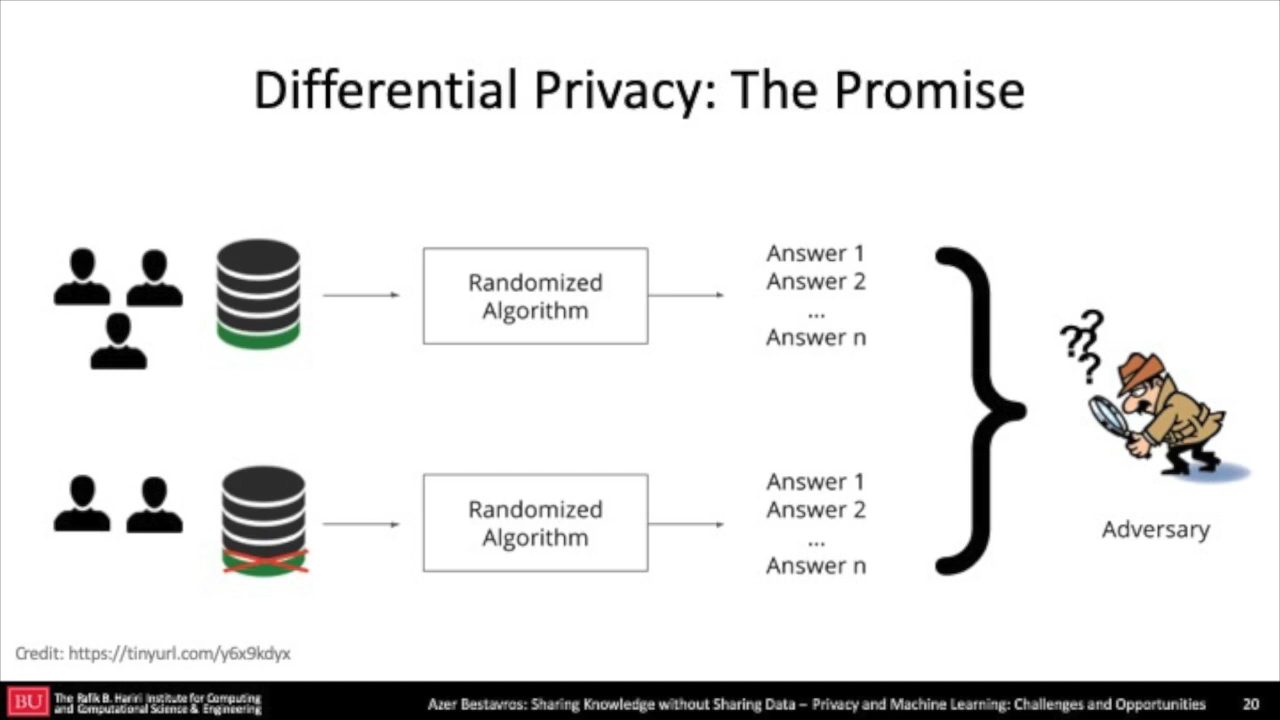 Differential Privacy: The Promise
Randomized
Algorithm
Answer 1
Answer 2
...
Answer n
??
??
?
Randomized
Algorithm
Answer 1
Answer 2
...
Answer n
Adversary
Credit: https://tinyurl.com/y6x9kdyx
BU
The Rafik B. Hariri Institute for Computing
and Computational Science & Engineering
Azer Bestavros: Sharing Knowledge without Sharing Data – Privacy and Machine Learning: Challenges and Opportunities
20